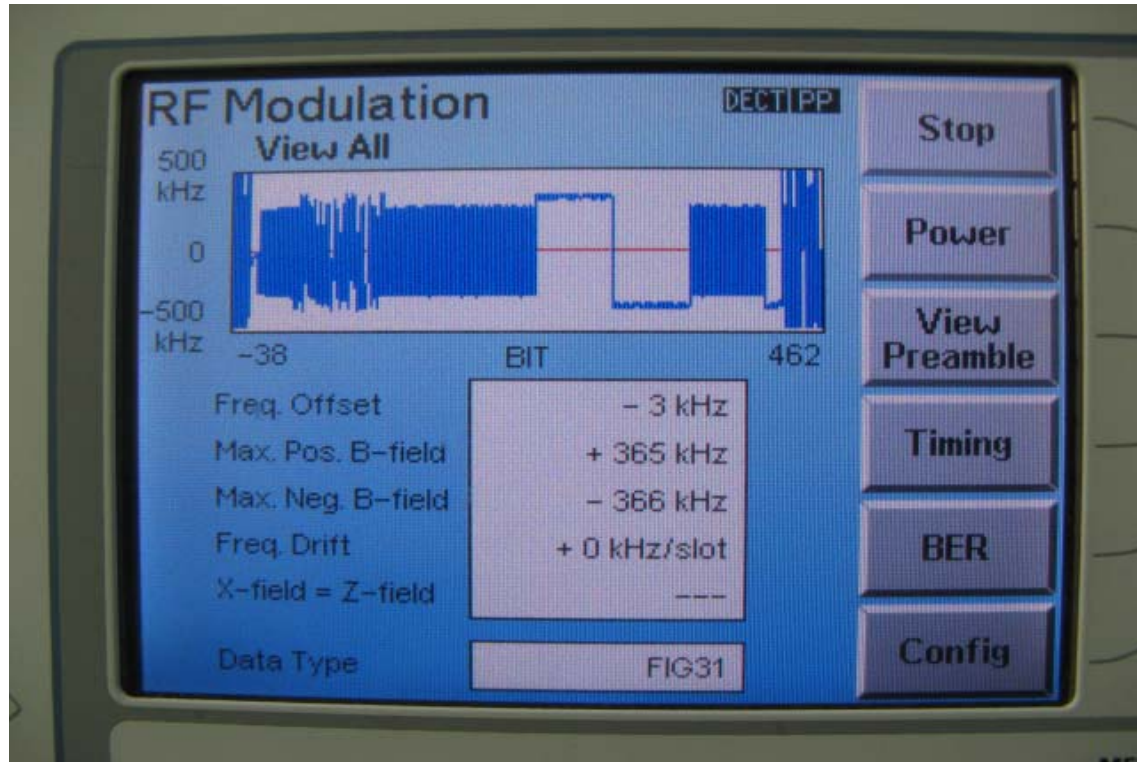 RF Modulation
DECT PP
View All
500
kHz
0
-500
kHz
-38
BIT
462
Freq. Offset
- 3 kHz
Max. Pos. B-field
+ 365 kHz
Max. Neg. B-field
- 366 kHz
Freq. Drift
+ 0 kHz/slot
X-field = Z-field
---
Data Type
FIG31
Stop
Power
View
Preamble
Timing
BER
Config